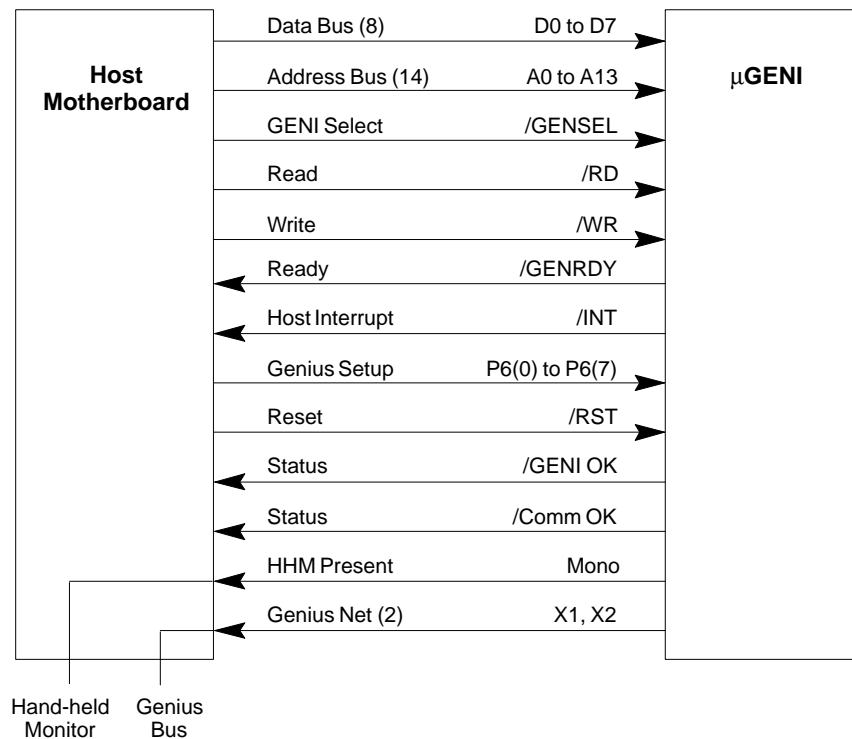 Host
Motherboard
μGENI
Data Bus (8) D0 to D7
Address Bus (14) A0 to A13
GENI Select /GENSEL
Read /RD
Write /WR
Ready /GENRDY
Host Interrupt /INT
Genius Setup P6(0) to P6(7)
Reset /RST
Status /GENI OK
Status /Comm OK
HHM Present Mono
Genius Net (2) X1, X2
Hand-held
Monitor
Genius
Bus